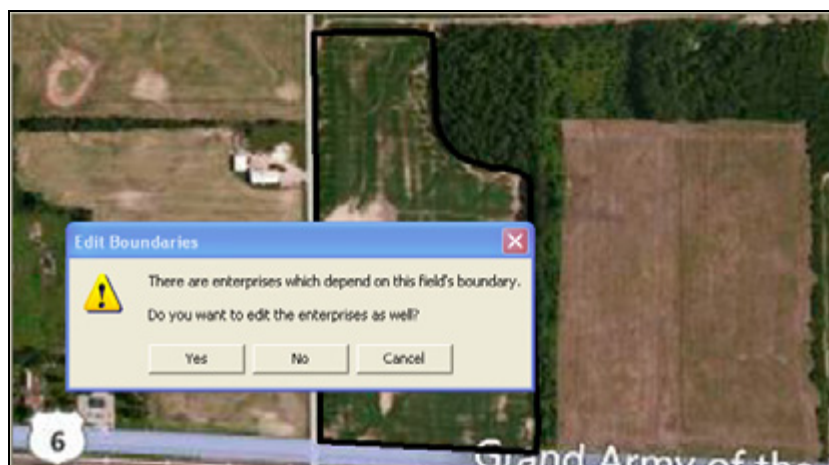 Edit Boundaries
There are enterprises which depend on this field's boundary.
Do you want to edit the enterprises as well?
Yes No Cancel
6
Grand Army of the